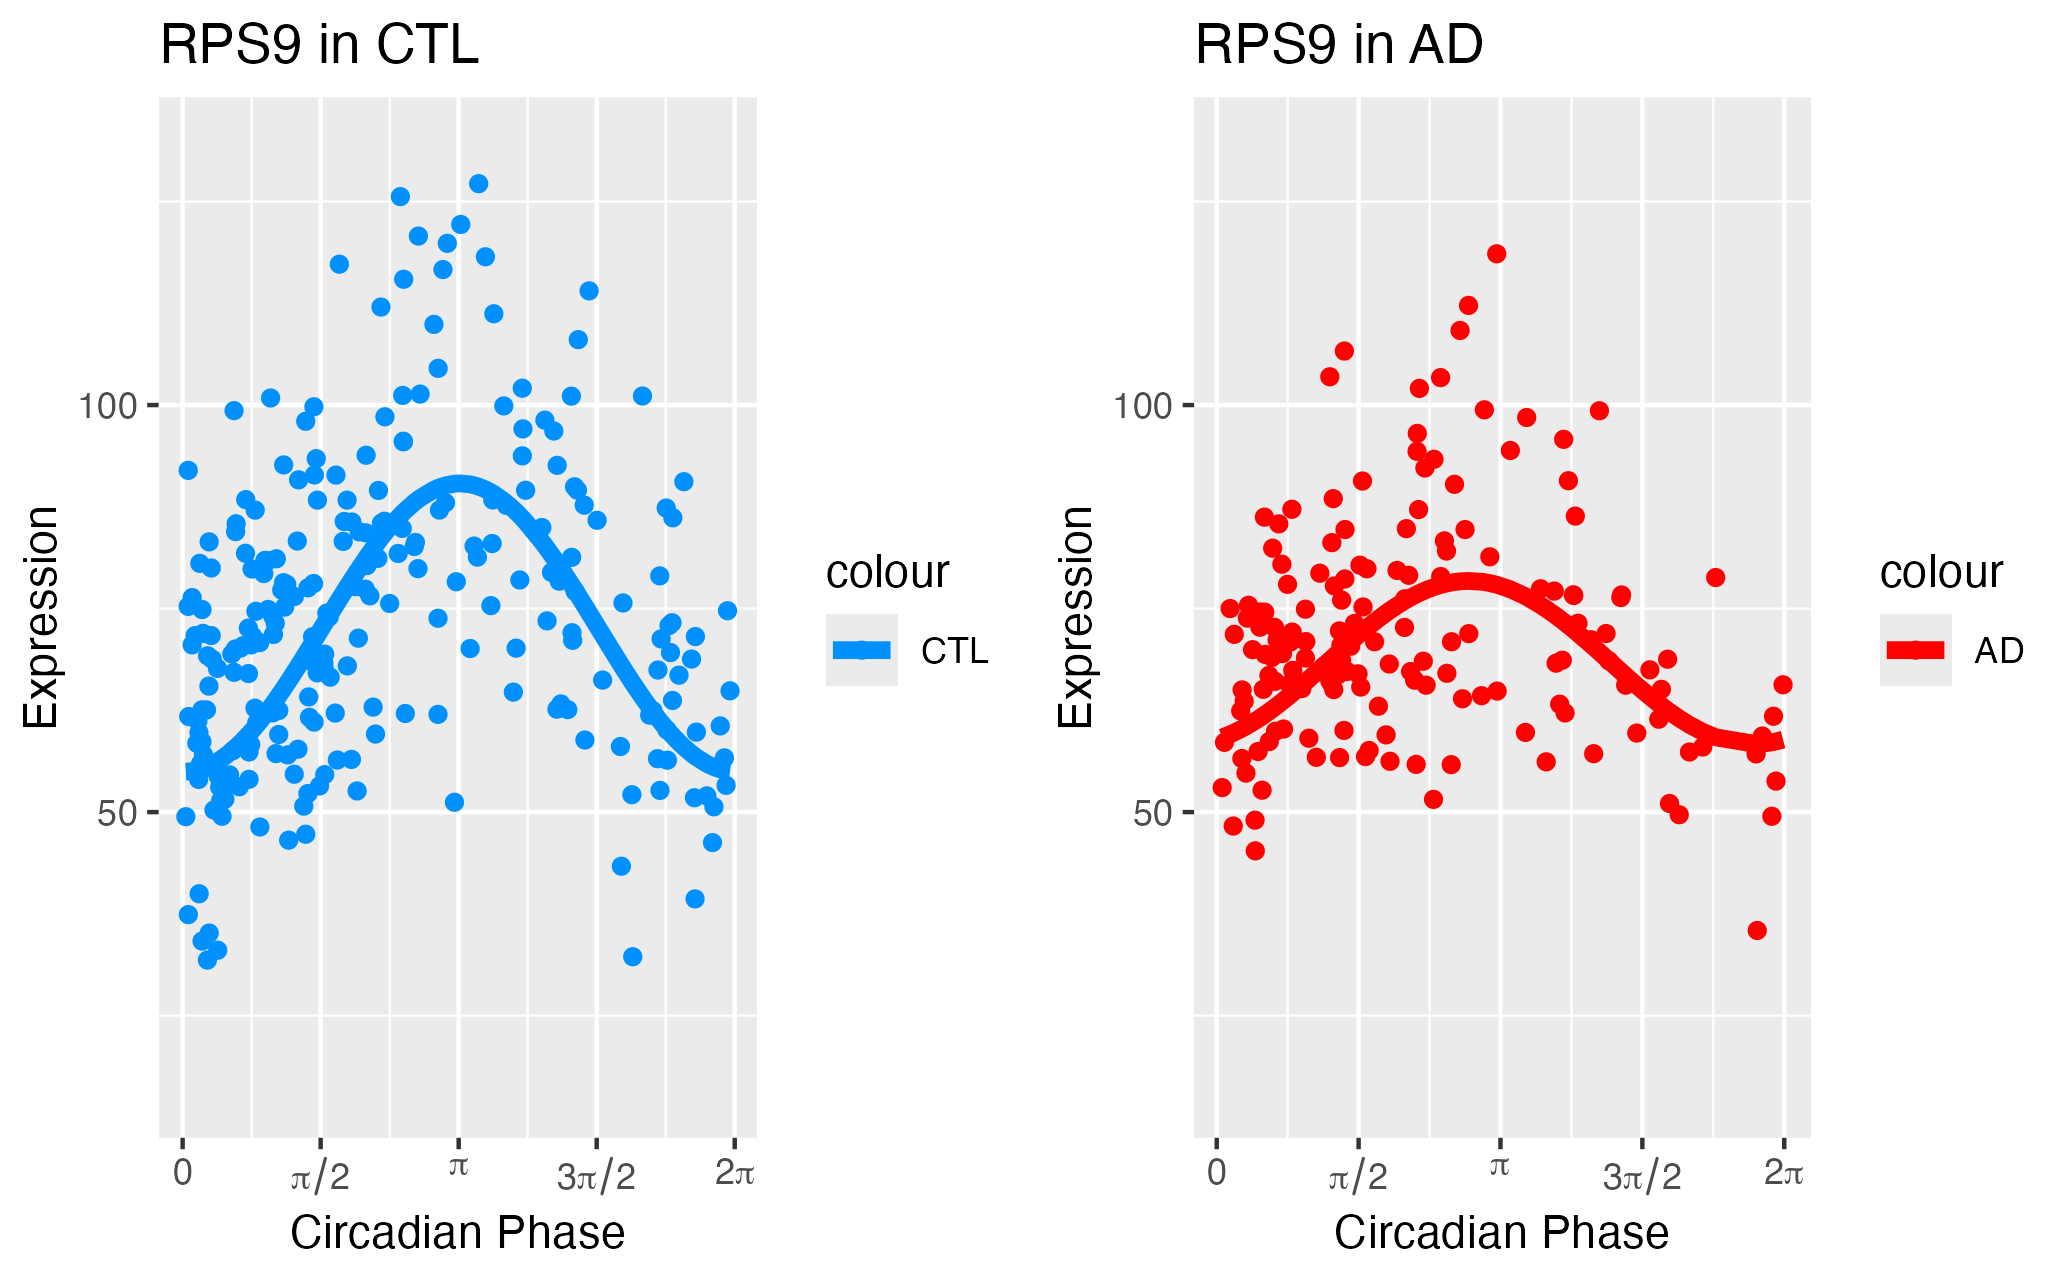 RPS9 in CTL
Expression
100
50
0 π/2 π 3π/2 2π
Circadian Phase
colour
CTL
RPS9 in AD
Expression
100
50
0 π/2 π 3π/2 2π
Circadian Phase
colour
AD